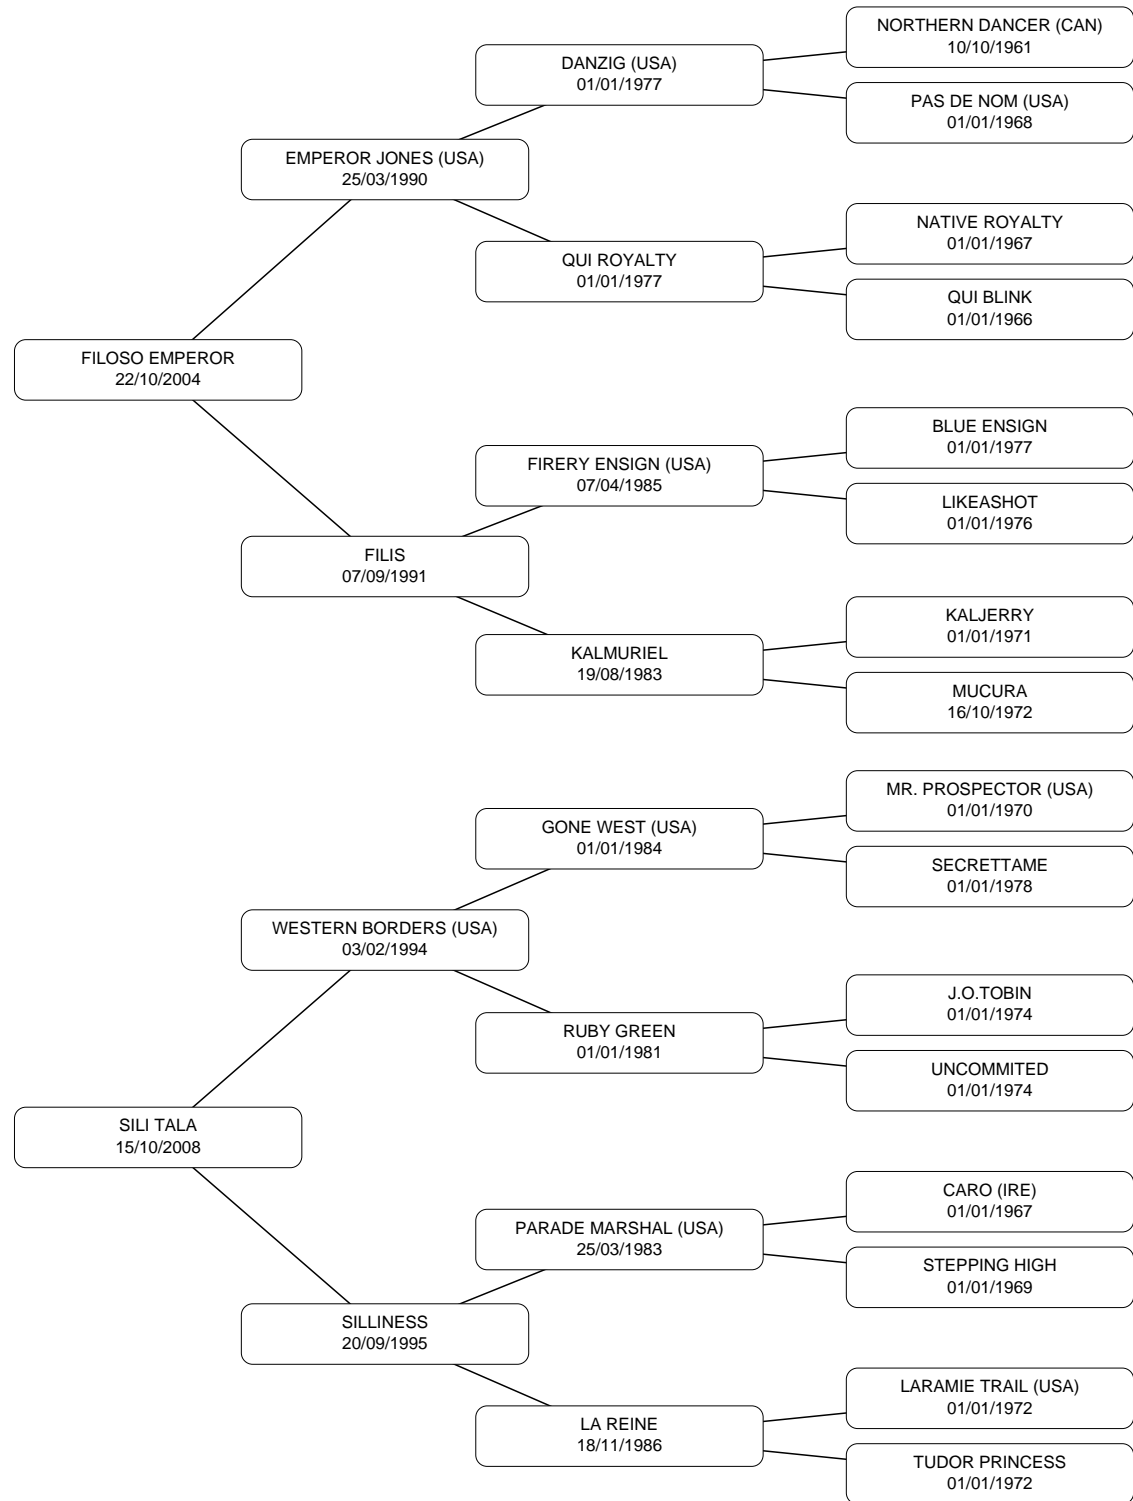 NORTHERN DANCER (CAN)
10/10/1961
DANZIG (USA)
01/01/1977
PAS DE NOM (USA)
01/01/1968
EMPEROR JONES (USA)
25/03/1990
NATIVE ROYALTY
01/01/1967
QUI ROYALTY
01/01/1977
QUI BLINK
01/01/1966
FILOSO EMPEROR
22/10/2004
BLUE ENSIGN
01/01/1977
FIRERY ENSIGN (USA)
07/04/1985
LIKEASHOT
01/01/1976
FILIS
07/09/1991
KALJERRY
01/01/1971
KALMURIEL
19/08/1983
MUCURA
16/10/1972
MR. PROSPECTOR (USA)
01/01/1970
GONE WEST (USA)
01/01/1984
SECRETTAME
01/01/1978
WESTERN BORDERS (USA)
03/02/1994
J.O.TOBIN
01/01/1974
RUBY GREEN
01/01/1981
UNCOMMITED
01/01/1974
SILI TALA
15/10/2008
CARO (IRE)
01/01/1967
PARADE MARSHAL (USA)
25/03/1983
STEPPING HIGH
01/01/1969
SILLINESS
20/09/1995
LARAMIE TRAIL (USA)
01/01/1972
LA REINE
18/11/1986
TUDOR PRINCESS
01/01/1972